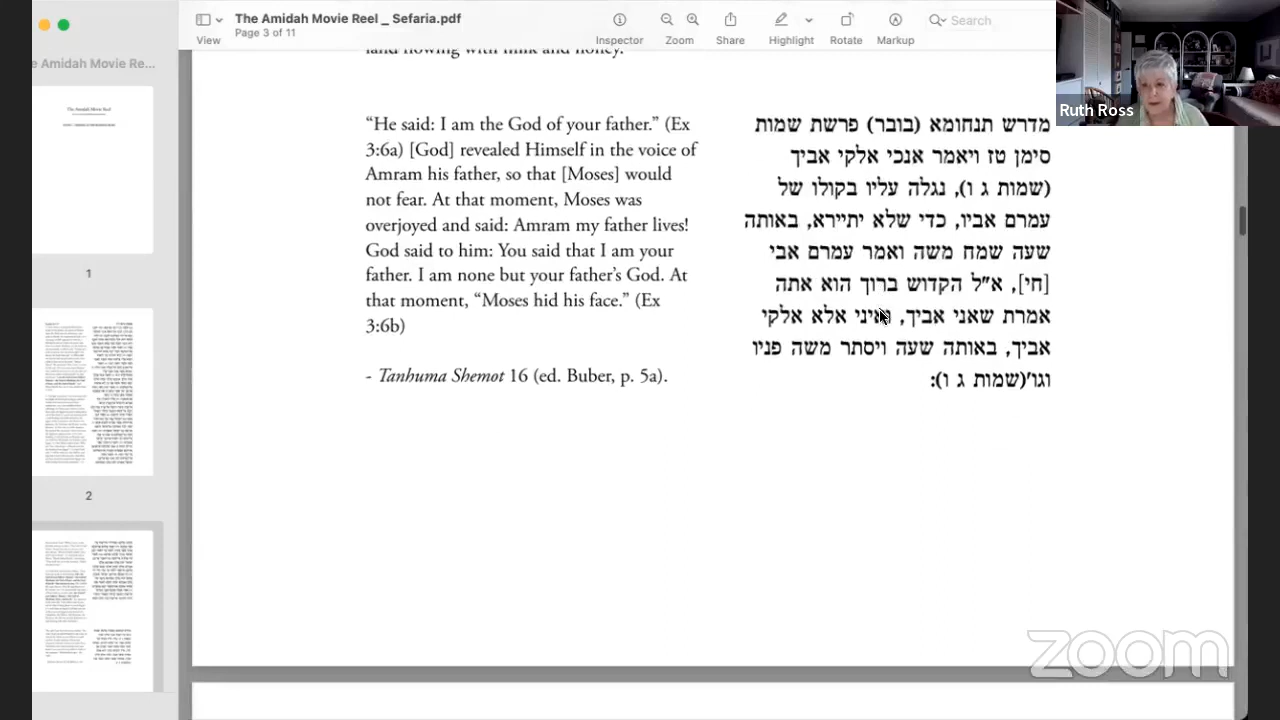 The Amidah Movie Reel _ Sefaria.pdf
Page 3 of 11
View
Inspector
Zoom
Share
Highlight
Rotate
Markup
Search
e Amidah Movie Re...
1
2
land flowing with milk and honey.
“He said: I am the God of your father.” (Ex
3:6a) [God] revealed Himself in the voice of
Amram his father, so that [Moses] would
not fear. At that moment, Moses was
overjoyed and said: Amram my father lives!
God said to him: You said that I am your
father. I am none but your father’s God. At
that moment, “Moses hid his face.” (Ex
3:6b)
- Tanhuma Shemot 16 (ed. Buber, p. 5a).
מדרש תנחומא (בובר) פרשת שמות
סימן טז ויאמר אנכי אלקי אביך
(שמות ג ו), נגלה עליו בקולו של
עמרם אביו, כדי שלא יתיירא, באותה
שעה שמח משה ואמר עמרם אבי
[חי], א״ל הקדוש ברוך הוא אתה
אמרת שאני אביך, ואיני אלא אלקי
אביך, באותה שעה ויסתר משה פניו
וגו׳(שמות ג ו):
Ruth Ross
zoom